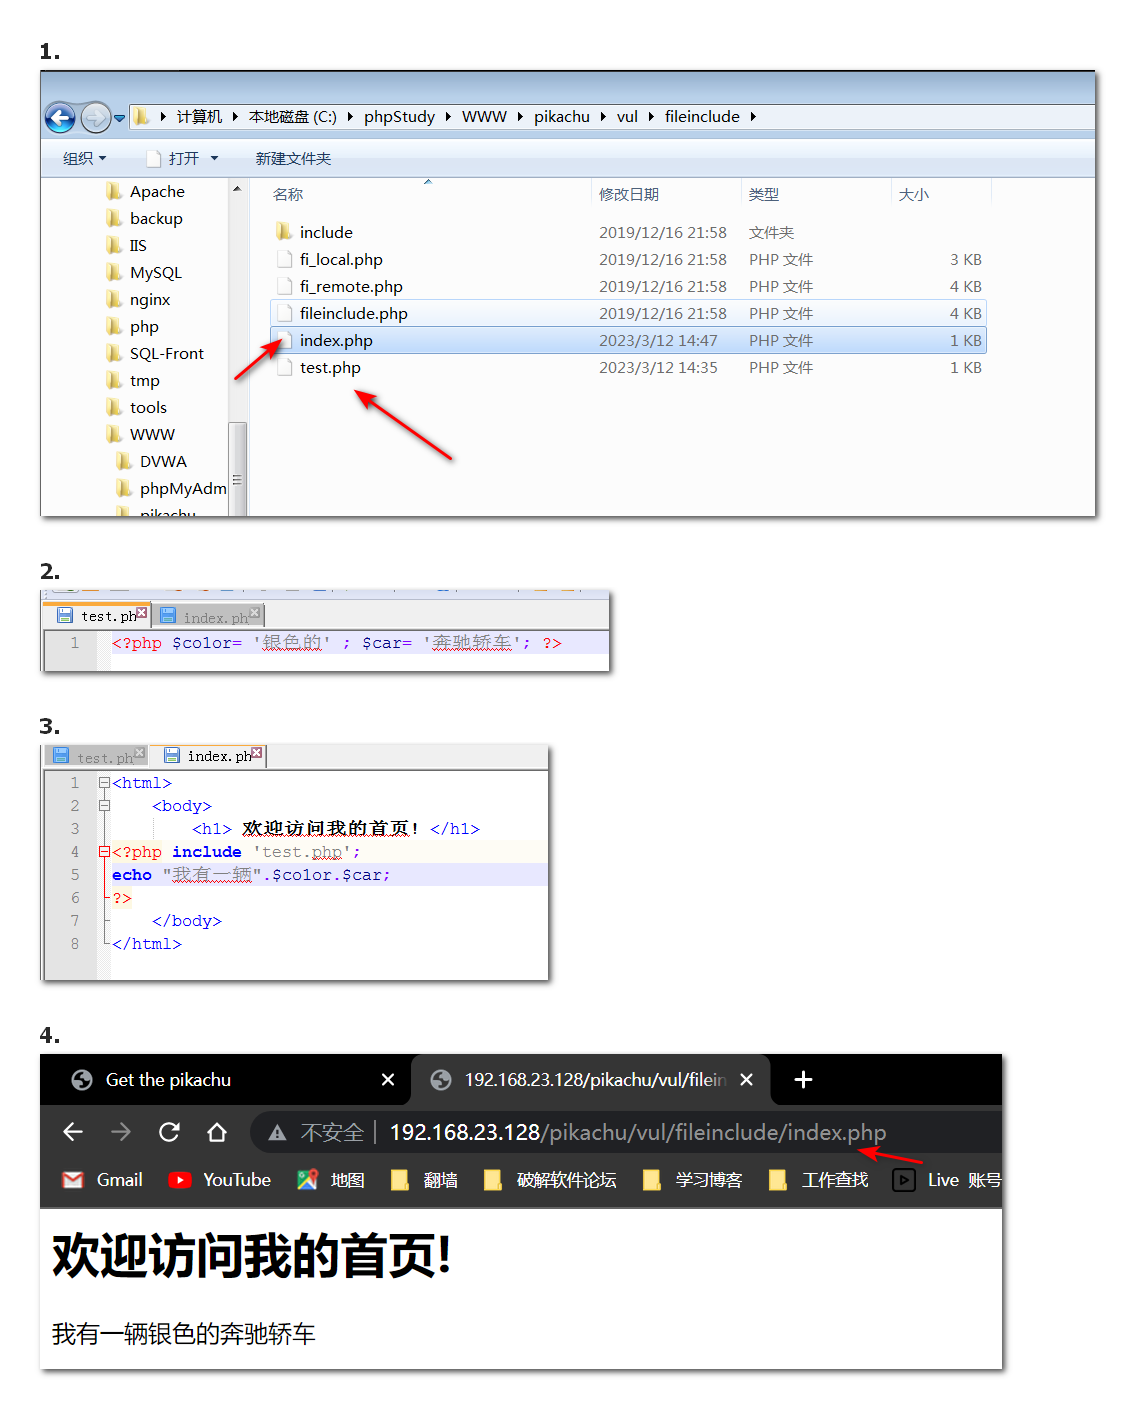 1.
计算机 本地磁盘 (C:) phpStudy WWW pikachu vul fileinclude
组织 打开 新建文件夹
名称 修改日期 类型 大小
Apache
backup
IIS
MySQL
nginx
php
SQL-Front
tmp
tools
WWW
DVWA
phpMyAdm
pikachu
include 2019/12/16 21:58 文件夹
fi_local.php 2019/12/16 21:58 PHP 文件 3 KB
fi_remote.php 2019/12/16 21:58 PHP 文件 4 KB
fileinclude.php 2019/12/16 21:58 PHP 文件 4 KB
index.php 2023/3/12 14:47 PHP 文件 1 KB
test.php 2023/3/12 14:35 PHP 文件 1 KB
2.
test.ph index.ph
1 <?php $color= '银色的' ; $car= '奔驰轿车'; ?>
3.
test.ph index.ph
1 <html>
2 <body>
3 <h1> 欢迎访问我的首页! </h1>
4 <?php include 'test.php';
5 echo "我有一辆".$color.$car;
6 ?>
7 </body>
8 </html>
4.
Get the pikachu 192.168.23.128/pikachu/vul/filein
不安全 192.168.23.128/pikachu/vul/fileinclude/index.php
Gmail YouTube 地图 翻墙 破解软件论坛 学习博客 工作查找 Live 账号
欢迎访问我的首页!
我有一辆银色的奔驰轿车